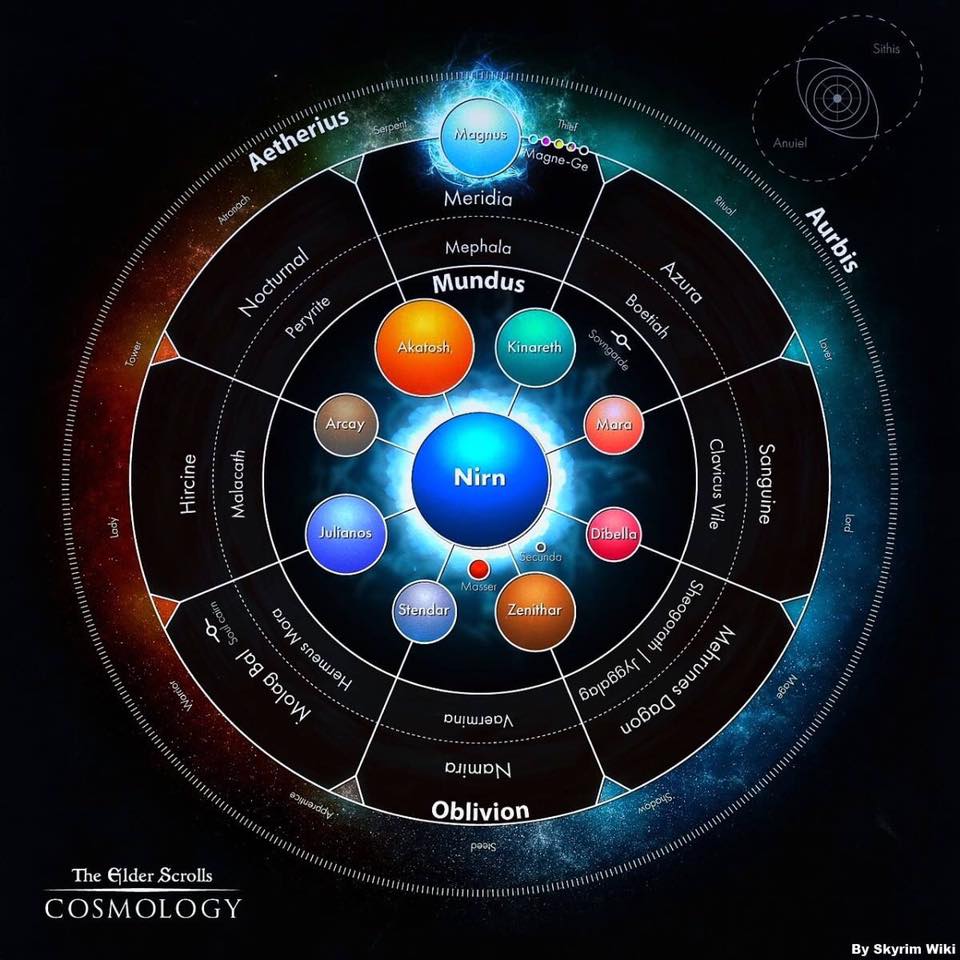 Sithis
Anuiel
Aetherius
Serpent
Magnus
Thief
Magne-Ge
Aurbis
Atronach
Ritual
Meridia
Mephala
Nocturnal
Peryrite
Azura
Boetiah
Mundus
Akatosh
Kinareth
Sovngarde
Tower
Lover
Arcay
Mara
Nirn
Hircine
Malacath
Clavicus Vile
Sanguine
Lady
Lord
Julianos
Dibella
Secunda
Masser
Stendar
Zenithar
Soul cairn
Molag Bal
Hermeus Mora
Sheogorath | Jyggalag
Mehrunes Dagon
Warrior
Mage
Vaermina
Namira
Oblivion
Apprentice
Shadow
Steed
The Elder Scrolls
COSMOLOGY
By Skyrim Wiki